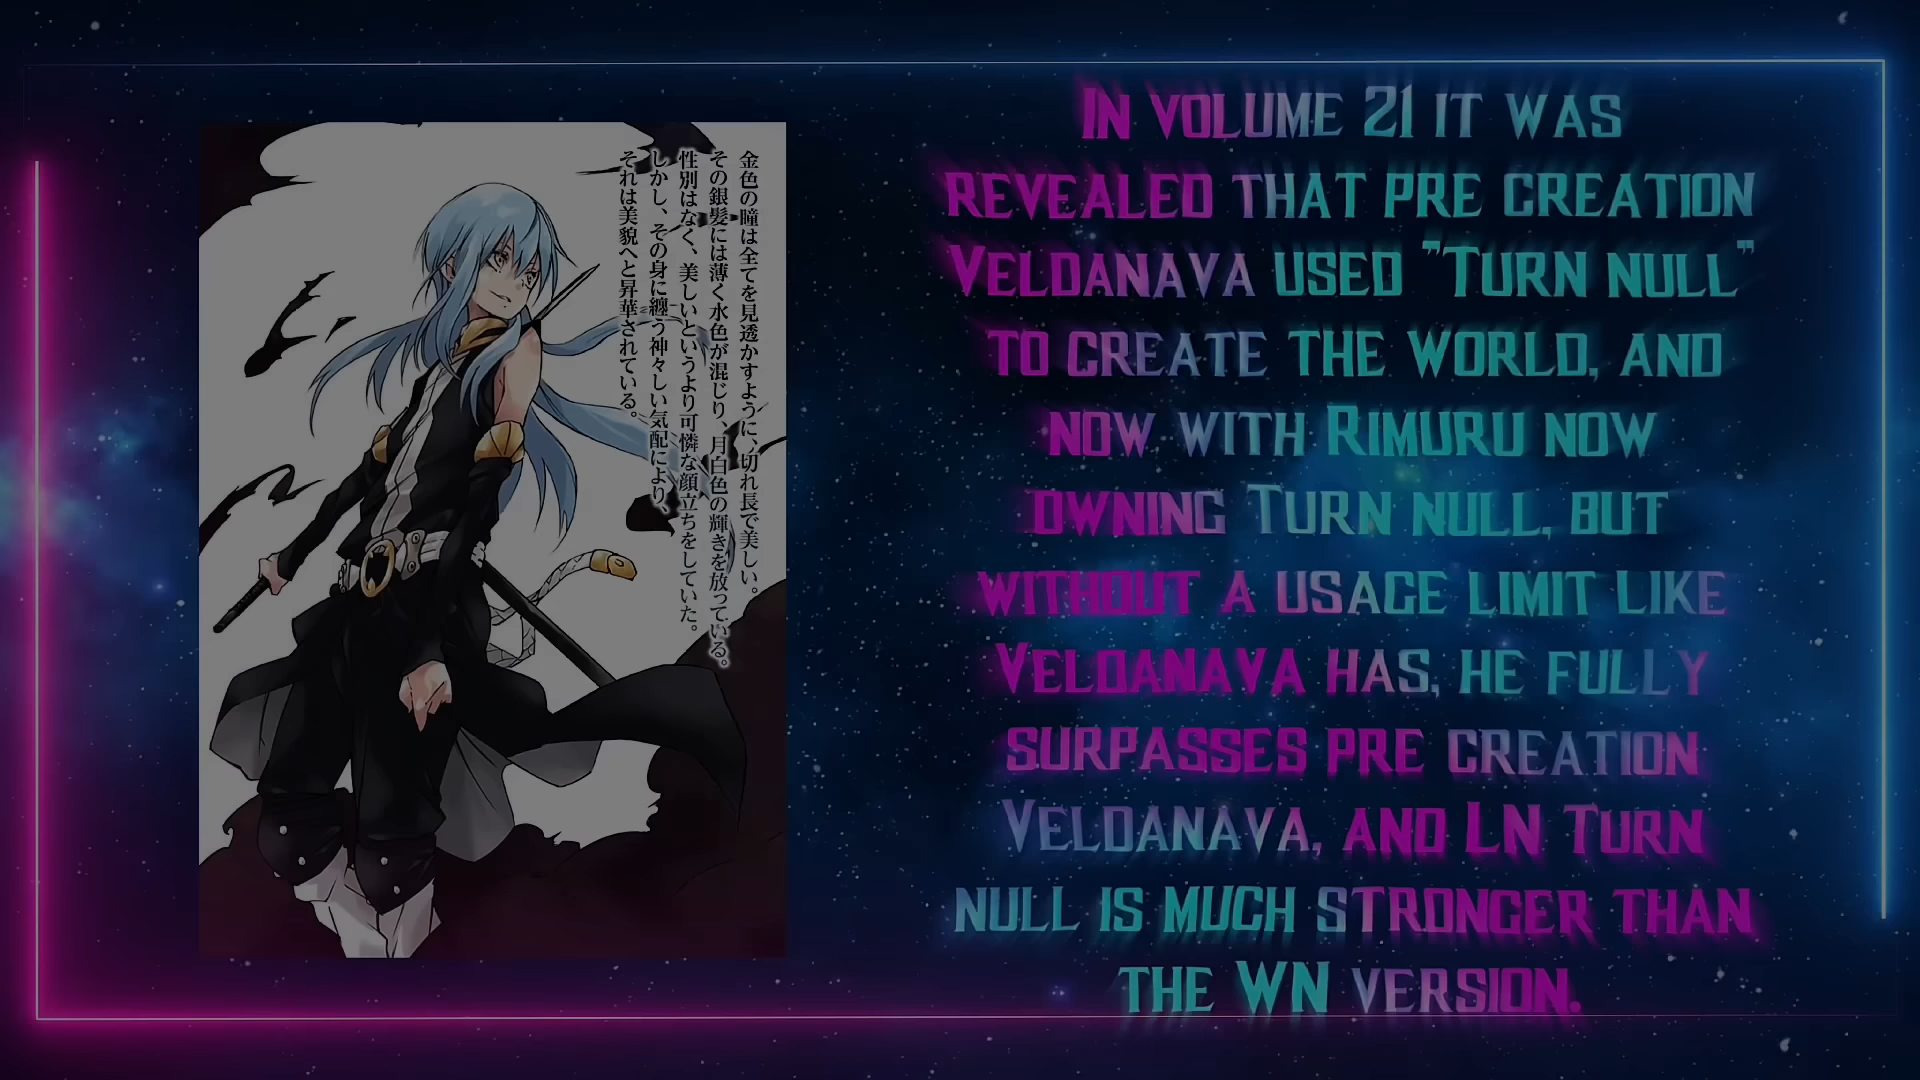 金色の瞳は全てを見透かすように、切れ長で美しい。
その銀髪には薄く水色が混じり、月白色の輝きを放っている。
性別はなく、美しいというより可憐な顔立ちをしていた。
しかし、その身に纏う神々しい気配により、
それは美貌へと昇華されている。
In volume 21 it was
revealed that pre creation
Veldanava used "Turn null"
to create the world, and
now with Rimuru now
owning Turn null, but
without a usage limit like
Veldanava has, he fully
surpasses pre creation
Veldanava, and LN Turn
null is much stronger than
the WN version.